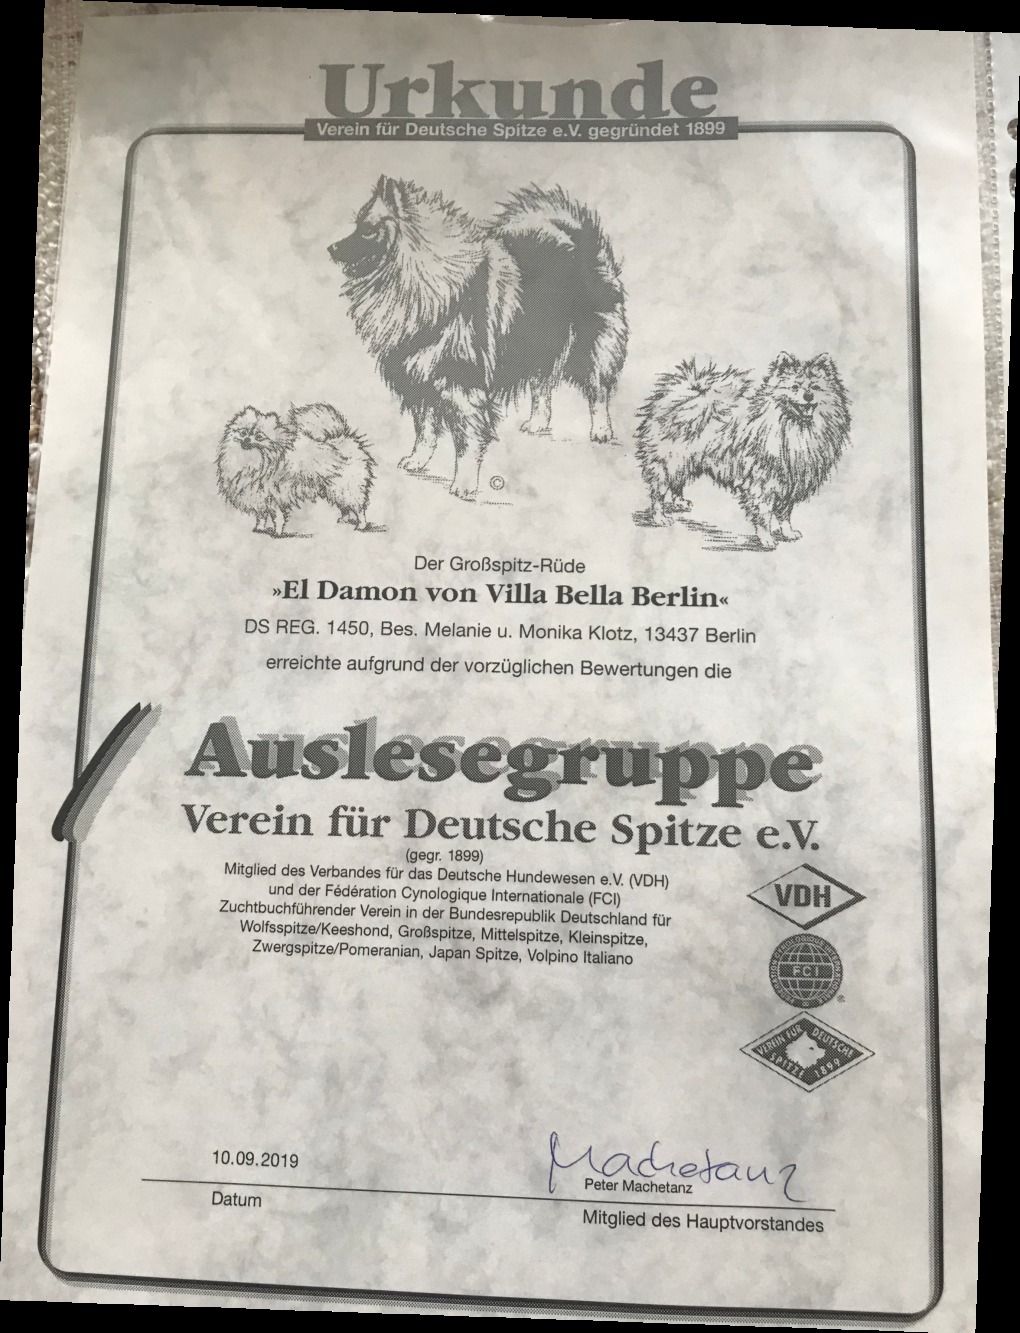 Urkunde
Verein für Deutsche Spitze e.V. gegründet 1899
©
Der Großspitz-Rüde
»El Damon von Villa Bella Berlin«
DS REG. 1450, Bes. Melanie u. Monika Klotz, 13437 Berlin
erreichte aufgrund der vorzüglichen Bewertungen die
Auslesegruppe
Verein für Deutsche Spitze e.V.
(gegr. 1899)
Mitglied des Verbandes für das Deutsche Hundewesen e.V. (VDH)
und der Fédération Cynologique Internationale (FCI)
Zuchtbuchführender Verein in der Bundesrepublik Deutschland für
Wolfsspitze/Keeshond, Großspitze, Mittelspitze, Kleinspitze,
Zwergspitze/Pomeranian, Japan Spitze, Volpino Italiano
VDH
FCI
®
VEREIN FÜR DEUTSCHE
SPITZE 1899
10.09.2019
Machetanz
Peter Machetanz
Datum
Mitglied des Hauptvorstandes